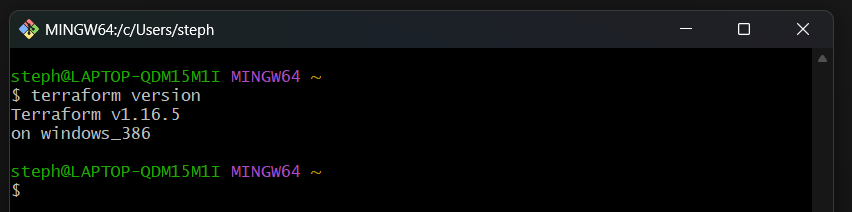 MINGW64:/c/Users/steph
steph@LAPTOP-QDM15M1I MINGW64 ~
$ terraform version
Terraform v1.16.5
on windows_386
steph@LAPTOP-QDM15M1I MINGW64 ~
$